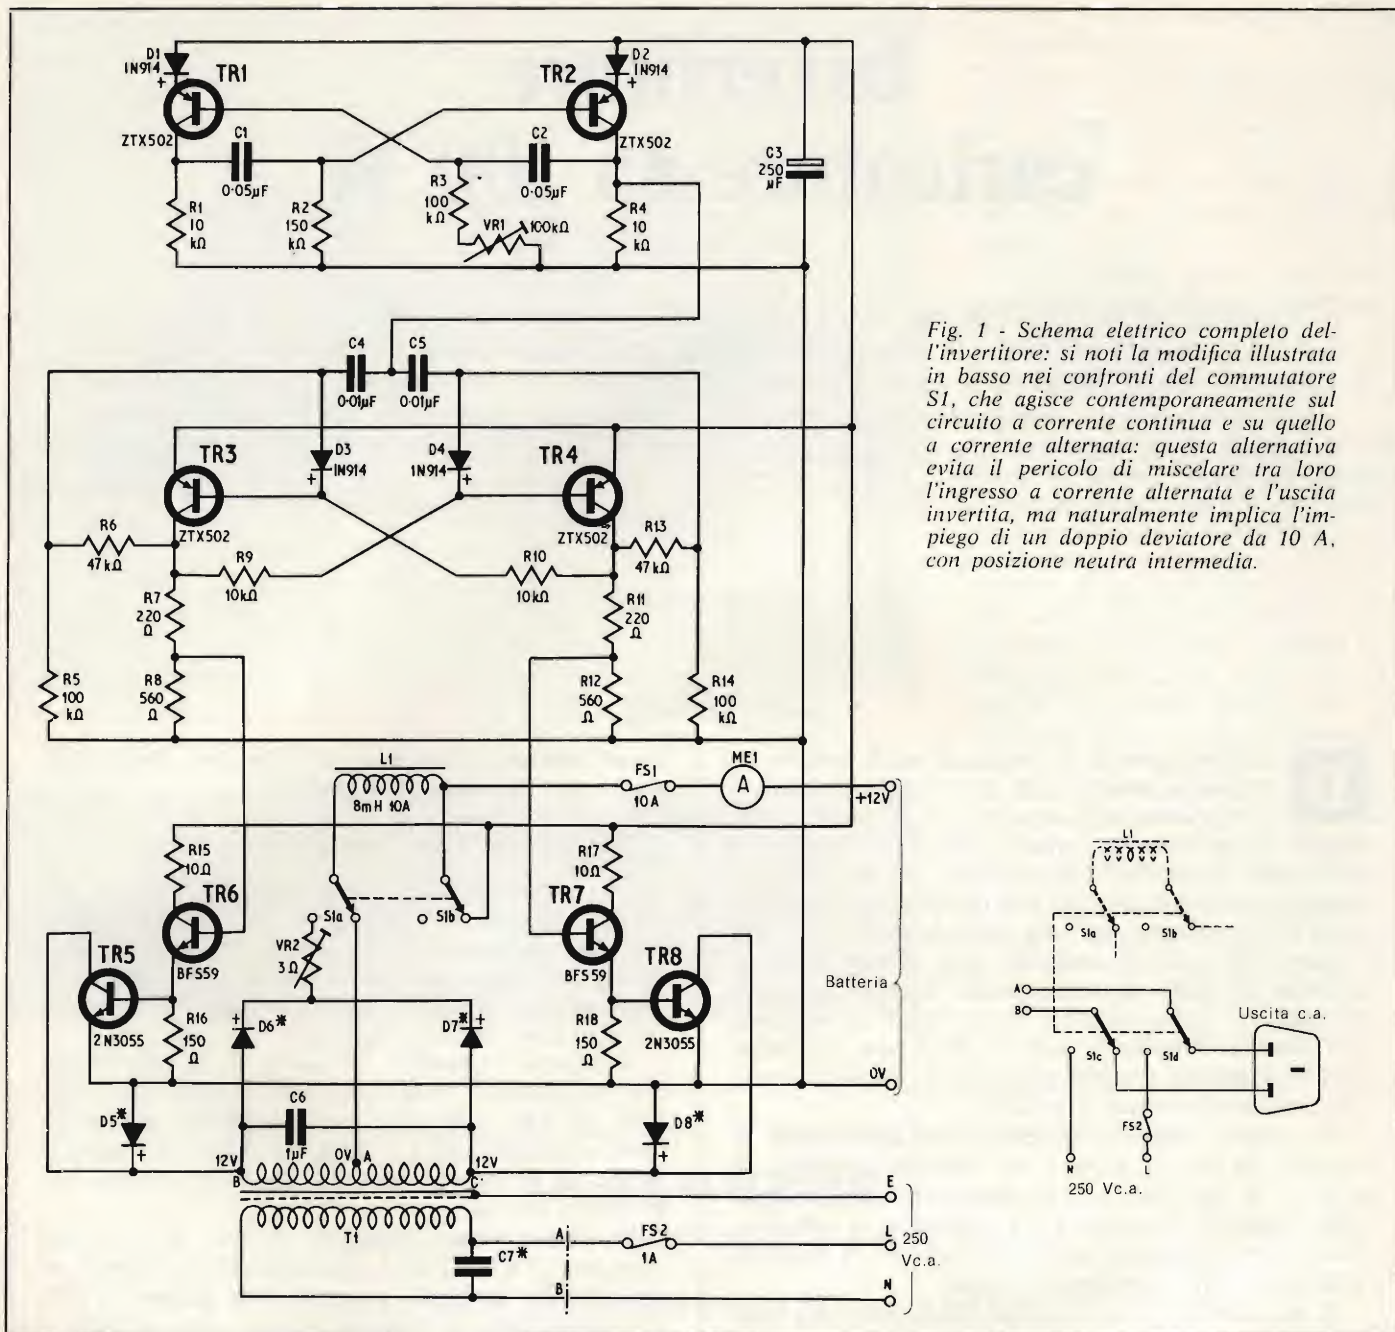 D1
1N914
+
TR1
ZTX502
TR2
D2
+ 1N914
ZTX502
C1
0·05µF
C2
0·05µF
C3
250
µF
R1
10
kΩ
R2
150
kΩ
R3
100
kΩ
VR1
100kΩ
R4
10
kΩ
Fig. 1 - Schema elettrico completo del-
l'invertitore: si noti la modifica illustrata
in basso nei confronti del commutatore
S1, che agisce contemporaneamente sul
circuito a corrente continua e su quello
a corrente alternata: questa alternativa
evita il pericolo di miscelare tra loro
l'ingresso a corrente alternata e l'uscita
invertita, ma naturalmente implica l'im-
piego di un doppio deviatore da 10 A,
con posizione neutra intermedia.
C4
0·01µF
C5
0·01µF
TR3
ZTX502
D3
1N914
+
D4
1N914
+
TR4
ZTX502
R6
47kΩ
R9
10kΩ
R10
10kΩ
R13
47kΩ
R7
220
Ω
R11
220
Ω
R5
100
kΩ
R8
560
Ω
R12
560
Ω
R14
100
kΩ
L1
8mH 10A
FS1
10A
ME1
A
+12V
R15
10Ω
TR6
BFS59
S1a
S1b
R17
10Ω
TR7
BFS59
TR5
2N3055
VR2
3Ω
TR8
2N3055
Batteria
R16
150
Ω
+
D6*
D7*
+
R18
150
Ω
0V
D5*
+
C6
1µF
D8*
+
12V
B
0V
A
12V
C
T1
C7*
E
A
FS2
1A
L
250
Vc.a.
B
N
L1
S1a
S1b
A
B
Uscita c.a.
S1c
S1d
FS2
N
L
250 Vc.a.